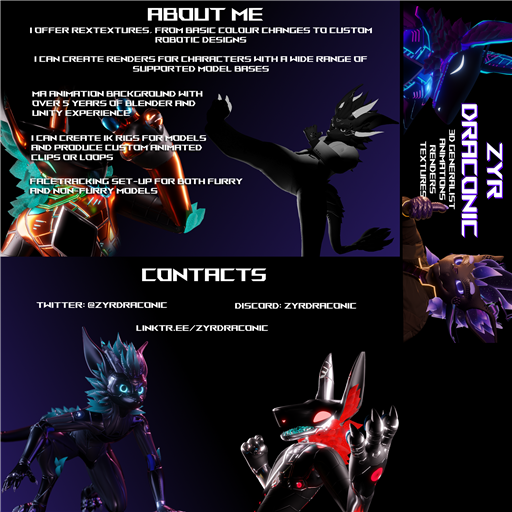 ABOUT ME
I OFFER REXTEXTURES. FROM BASIC COLOUR CHANGES TO CUSTOM
ROBOTIC DESIGNS
I CAN CREATE RENDERS FOR CHARACTERS WITH A WIDE RANGE OF
SUPPORTED MODEL BASES
MA ANIMATION BACKGROUND WITH
OVER 5 YEARS OF BLENDER AND
UNITY EXPERIENCE
I CAN CREATE IK RIGS FOR MODELS
AND PRODUCE CUSTOM ANIMATED
CLIPS OR LOOPS
FACETRACKING SET-UP FOR BOTH FURRY
AND NON-FURRY MODELS
ZYR
DRACONIC
3D GENERALIST
ANIMATIONS
RENDERS
TEXTURES
CONTACTS
TWITTER: @ZYRDRACONIC
DISCORD: ZYRDRACONIC
LINKTR.EE/ZYRDRACONIC